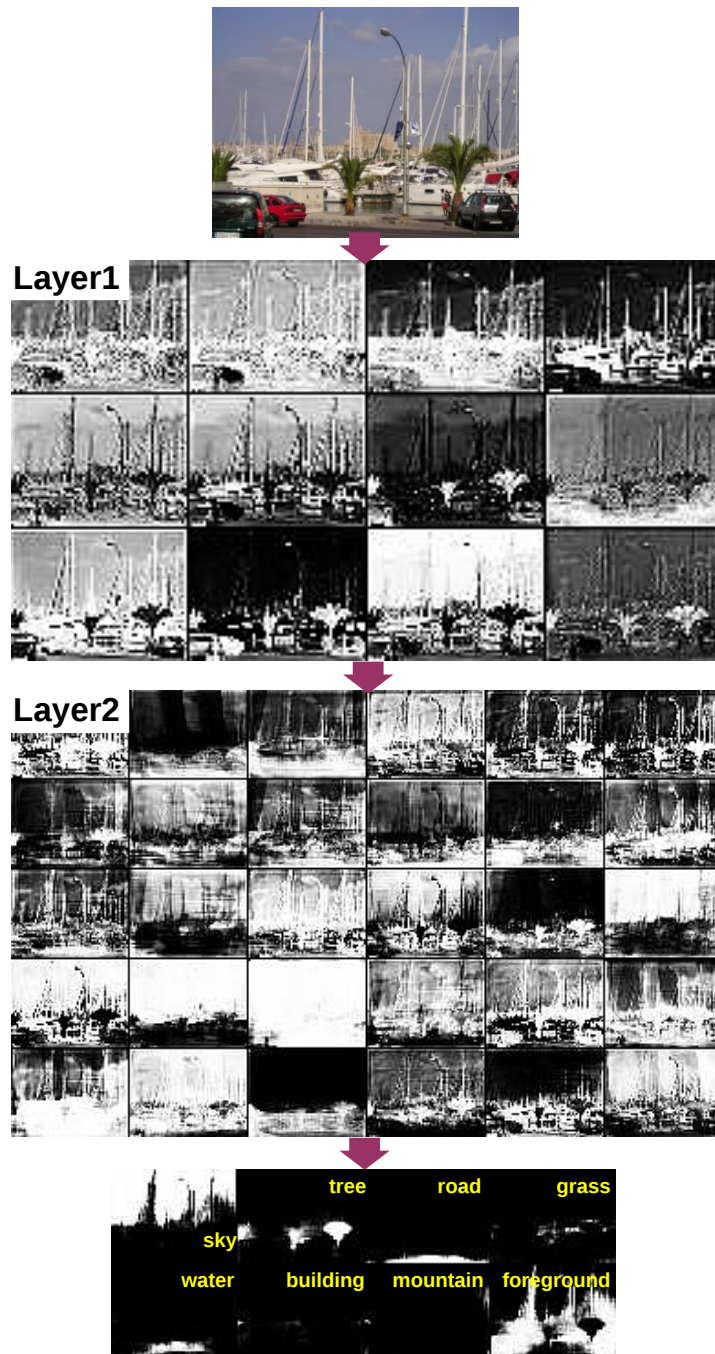 Layer1
Layer2
tree road grass
sky
water building mountain foreground